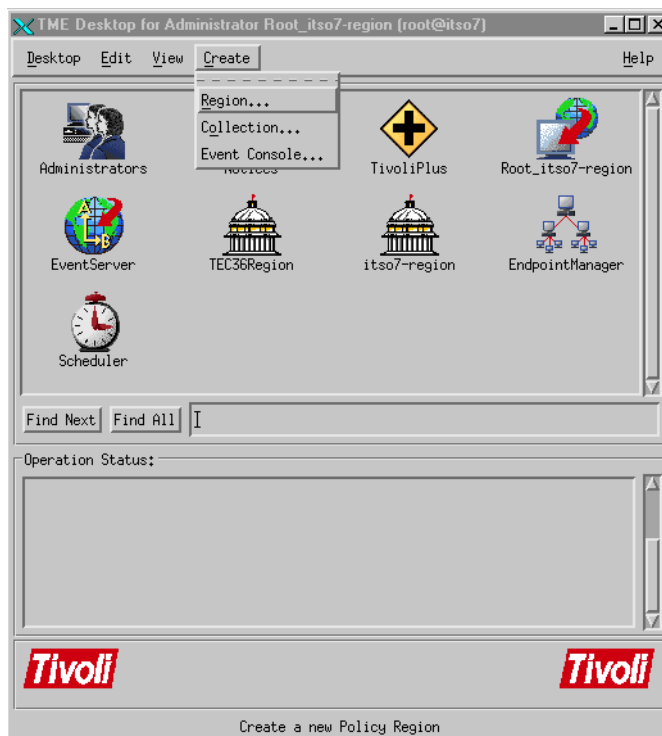 TME Desktop for Administrator Root_itso7-region (root@itso7)
Desktop Edit View Create Help
Region...
Collection...
Event Console...
Administrators Notices TivoliPlus Root_itso7-region
EventServer TEC36Region itso7-region EndpointManager
Scheduler
Find Next Find All
Operation Status:
Tivoli Tivoli
Create a new Policy Region